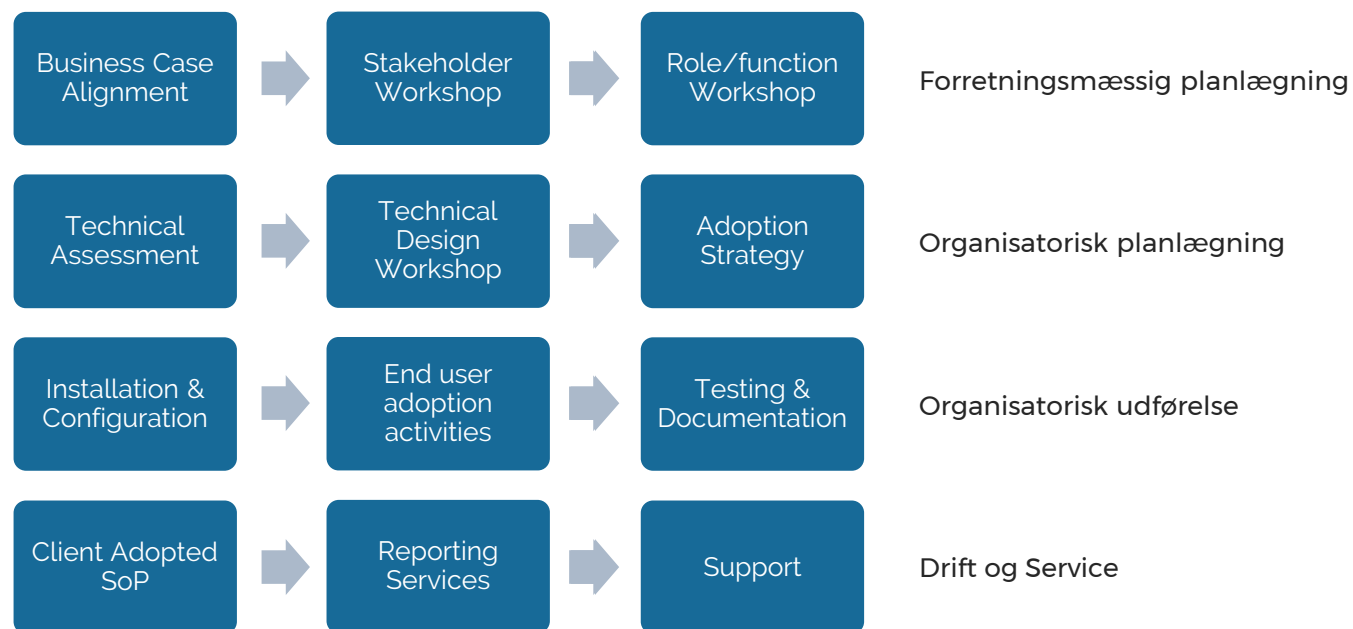 Business Case
Alignment
Stakeholder
Workshop
Role/function
Workshop
Forretningsmæssig planlægning
Technical
Assessment
Technical
Design
Workshop
Adoption
Strategy
Organisatorisk planlægning
Installation &
Configuration
End user
adoption
activities
Testing &
Documentation
Organisatorisk udførelse
Client Adopted
SoP
Reporting
Services
Support
Drift og Service